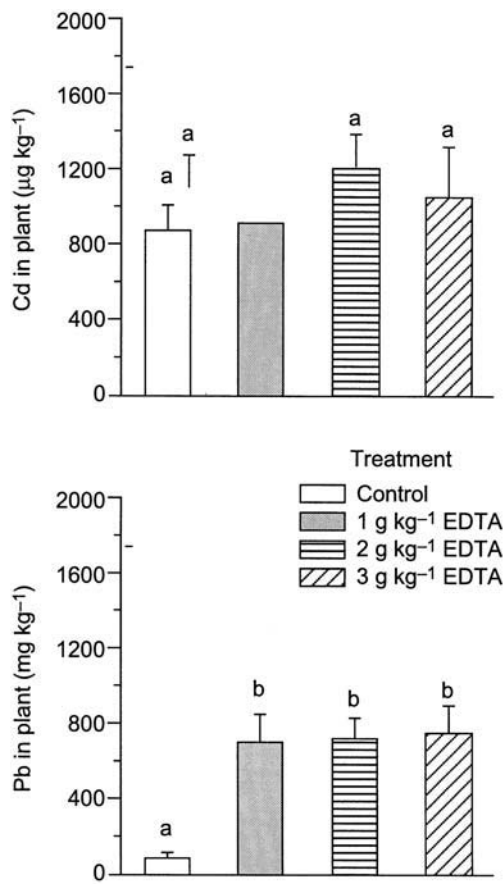 2000
1600
1200
800
400
0
Cd in plant (µg kg⁻¹)
a
a
a
a
Treatment
Control
1 g kg⁻¹ EDTA
2 g kg⁻¹ EDTA
3 g kg⁻¹ EDTA
2000
1600
1200
800
400
0
Pb in plant (mg kg⁻¹)
a
b
b
b